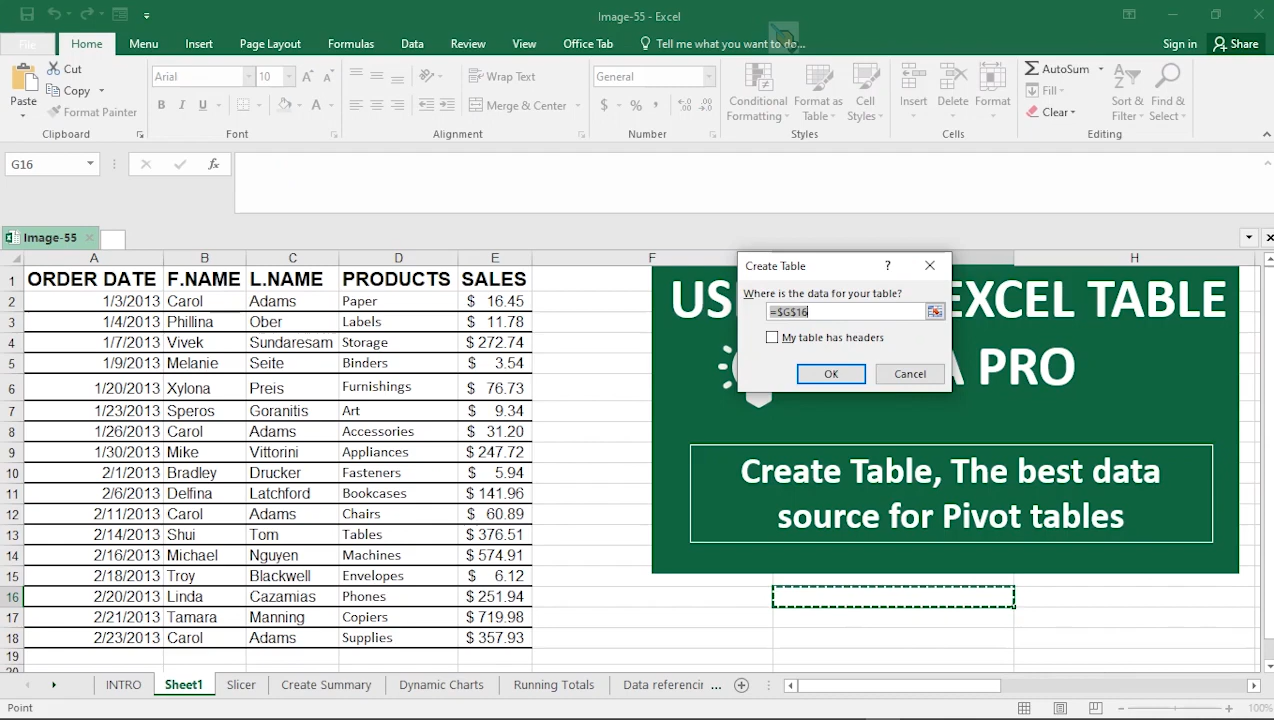 Image-55 - Excel
File Home Menu Insert Page Layout Formulas Data Review View Office Tab Tell me what you want to do... Sign in Share
Paste Cut Copy Format Painter Clipboard
Arial 10 B I U A Font
Wrap Text Merge & Center Alignment
General $ % , Number
Conditional Formatting Format as Table Cell Styles Styles
Insert Delete Format Cells
AutoSum Fill Clear Sort & Filter Find & Select Editing
G16 fx
Image-55
A B C D E F H
1 ORDER DATE F.NAME L.NAME PRODUCTS SALES
2 1/3/2013 Carol Adams Paper $ 16.45
3 1/4/2013 Phillina Ober Labels $ 11.78
4 1/7/2013 Vivek Sundaresam Storage $ 272.74
5 1/9/2013 Melanie Seite Binders $ 3.54
6 1/20/2013 Xylona Preis Furnishings $ 76.73
7 1/23/2013 Speros Goranitis Art $ 9.34
8 1/26/2013 Carol Adams Accessories $ 31.20
9 1/30/2013 Mike Vittorini Appliances $ 247.72
10 2/1/2013 Bradley Drucker Fasteners $ 5.94
11 2/6/2013 Delfina Latchford Bookcases $ 141.96
12 2/11/2013 Carol Adams Chairs $ 60.89
13 2/14/2013 Shui Tom Tables $ 376.51
14 2/16/2013 Michael Nguyen Machines $ 574.91
15 2/18/2013 Troy Blackwell Envelopes $ 6.12
16 2/20/2013 Linda Cazamias Phones $ 251.94
17 2/21/2013 Tamara Manning Copiers $ 719.98
18 2/23/2013 Carol Adams Supplies $ 357.93
19
20
EXCEL TABLE
PRO
Create Table, The best data
source for Pivot tables
Create Table ?
Where is the data for your table?
=$G$16
My table has headers
OK Cancel
INTRO Sheet1 Slicer Create Summary Dynamic Charts Running Totals Data referencin ...
Point 100%